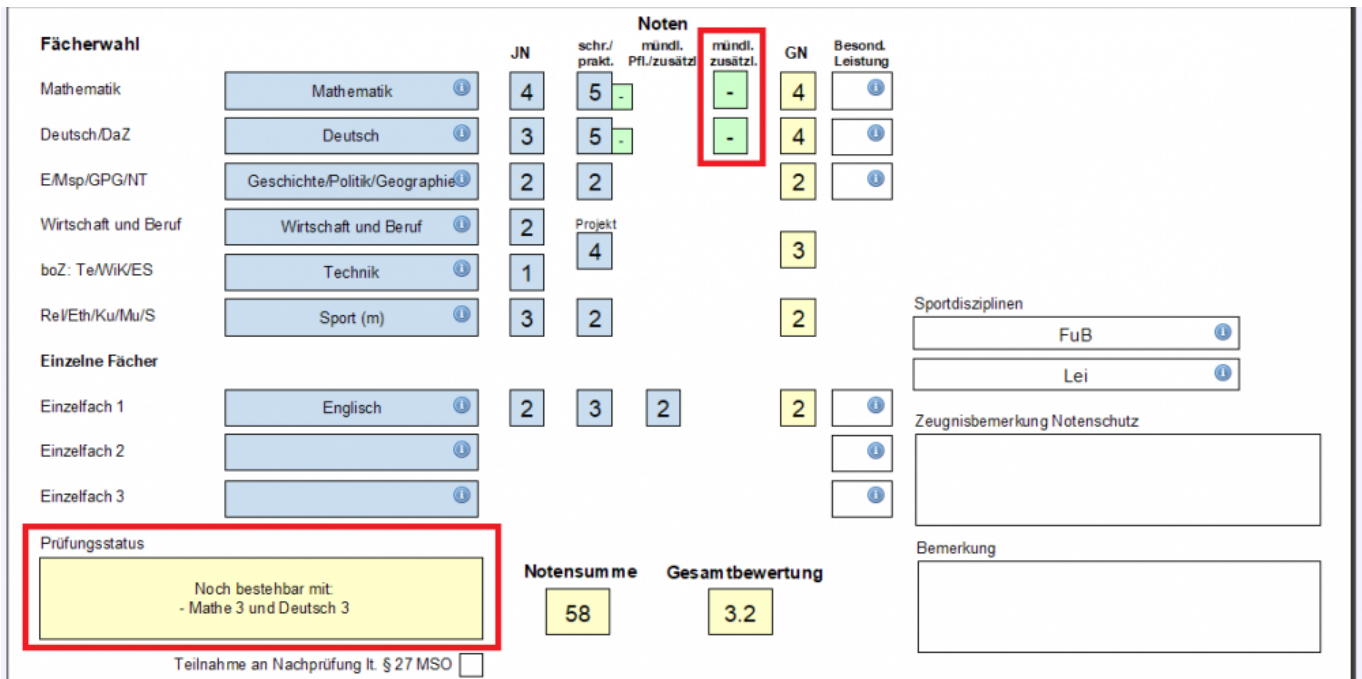 Noten
Fächerwahl
JN
schr./ prakt.
mündl. Pfl./zusätzl
mündl. zusätzl.
GN
Besond. Leistung
Mathematik Mathematik 4 5 - - 4
Deutsch/DaZ Deutsch 3 5 - - 4
E/Msp/GPG/NT Geschichte/Politik/Geographie 2 2 2
Wirtschaft und Beruf Wirtschaft und Beruf 2 Projekt 4 3
boZ: Te/WiK/ES Technik 1
Rel/Eth/Ku/Mu/S Sport (m) 3 2 2
Sportdisziplinen
FuB
Lei
Einzelne Fächer
Einzelfach 1 Englisch 2 3 2 2
Einzelfach 2
Einzelfach 3
Zeugnisbemerkung Notenschutz
Prüfungsstatus
Noch bestehbar mit:
- Mathe 3 und Deutsch 3
Notensumme Gesamtbewertung
58 3.2
Bemerkung
Teilnahme an Nachprüfung lt. § 27 MSO